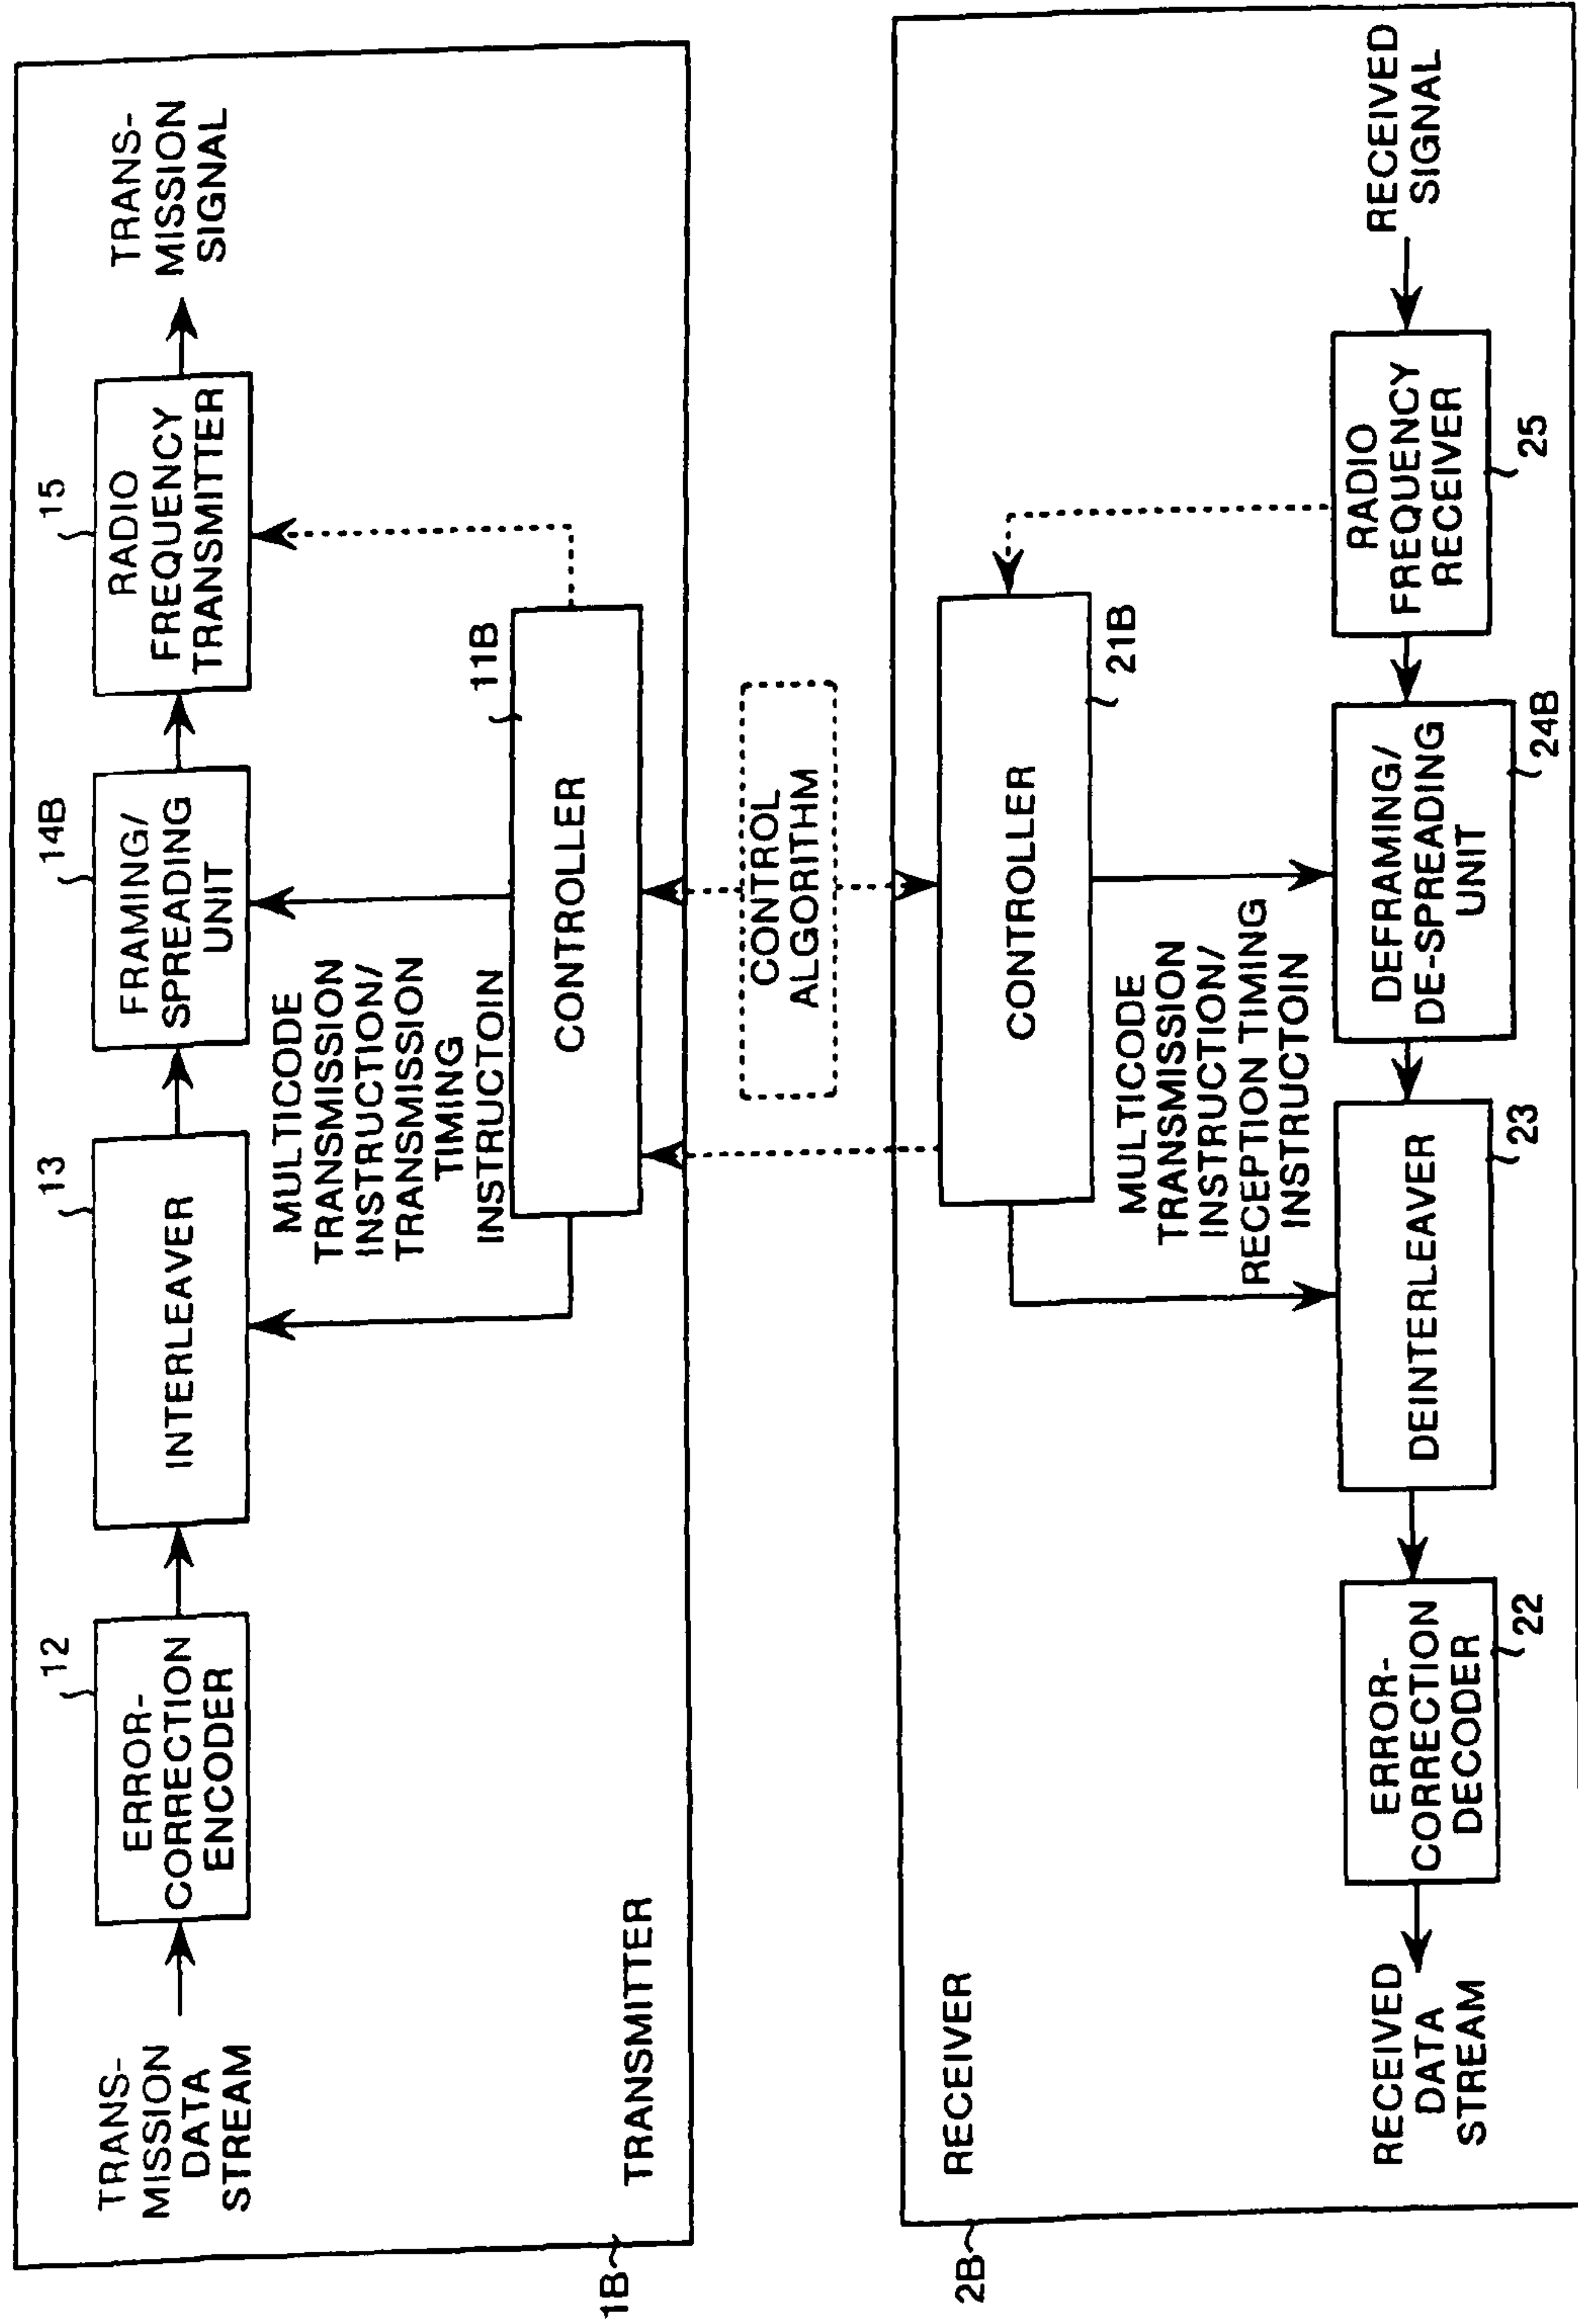 1B
TRANSMITTER
TRANS-
MISSION
DATA
STREAM
12
ERROR-
CORRECTION
ENCODER
13
INTERLEAVER
14B
FRAMING/
SPREADING
UNIT
15
RADIO
FREQUENCY
TRANSMITTER
TRANS-
MISSION
SIGNAL
MULTICODE
TRANSMISSION
INSTRUCTION/
TRANSMISSION
TIMING
INSTRUCTOIN
11B
CONTROLLER
CONTROL
ALGORITHM
2B
RECEIVER
CONTROLLER
21B
MULTICODE
TRANSMISSION
INSTRUCTION/
RECEPTION TIMING
INSTRUCTOIN
RECEIVED
DATA
STREAM
ERROR-
CORRECTION
DECODER
22
DEINTERLEAVER
23
DEFRAMING/
DE-SPREADING
UNIT
24B
RADIO
FREQUENCY
RECEIVER
25
RECEIVED
SIGNAL